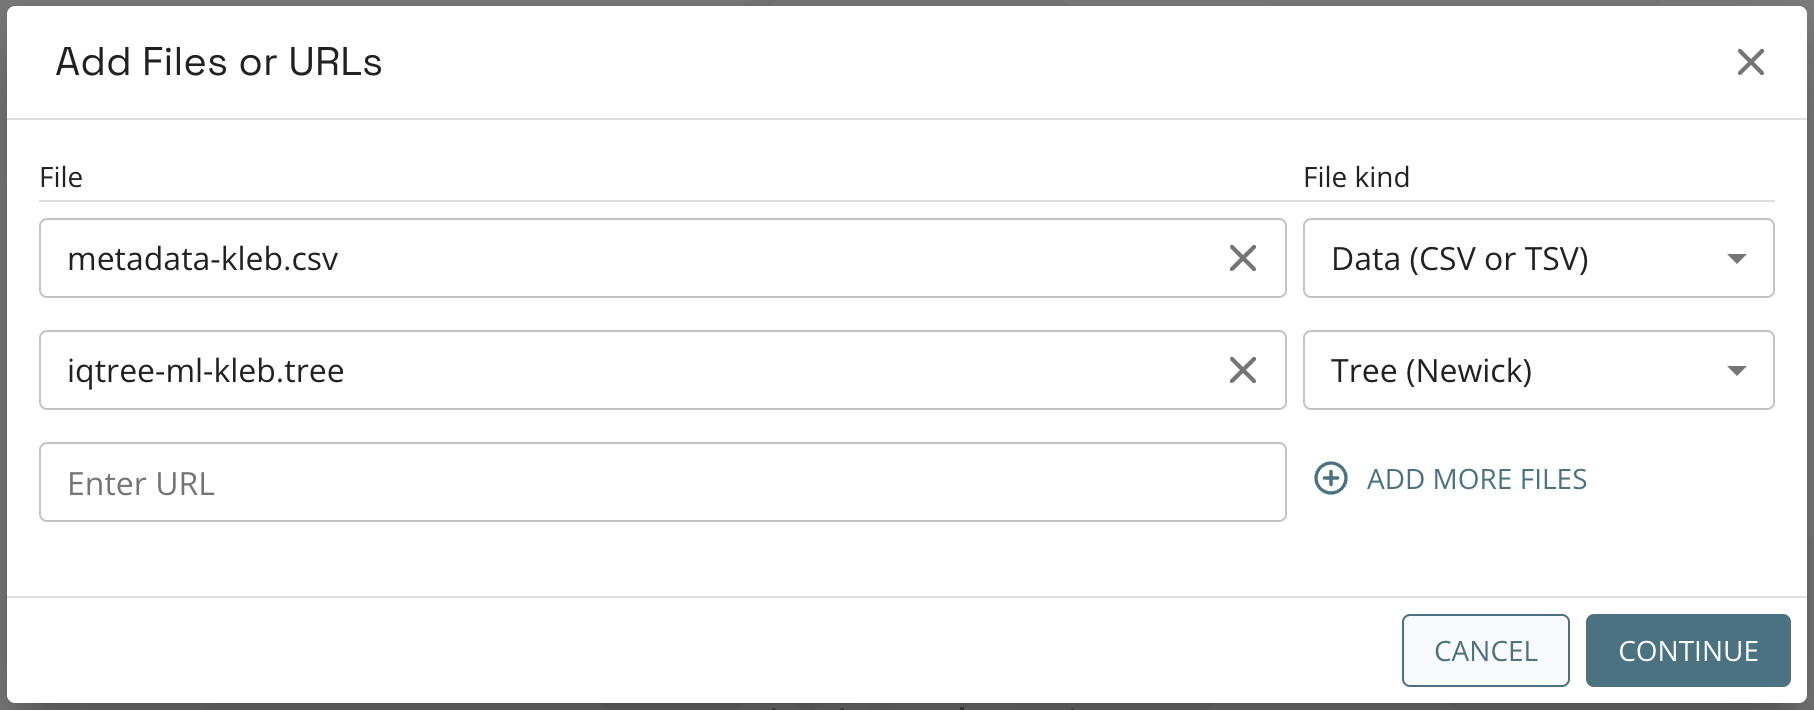 Add Files or URLs
File
File kind
metadata-kleb.csv
Data (CSV or TSV)
iqtree-ml-kleb.tree
Tree (Newick)
Enter URL
ADD MORE FILES
CANCEL
CONTINUE